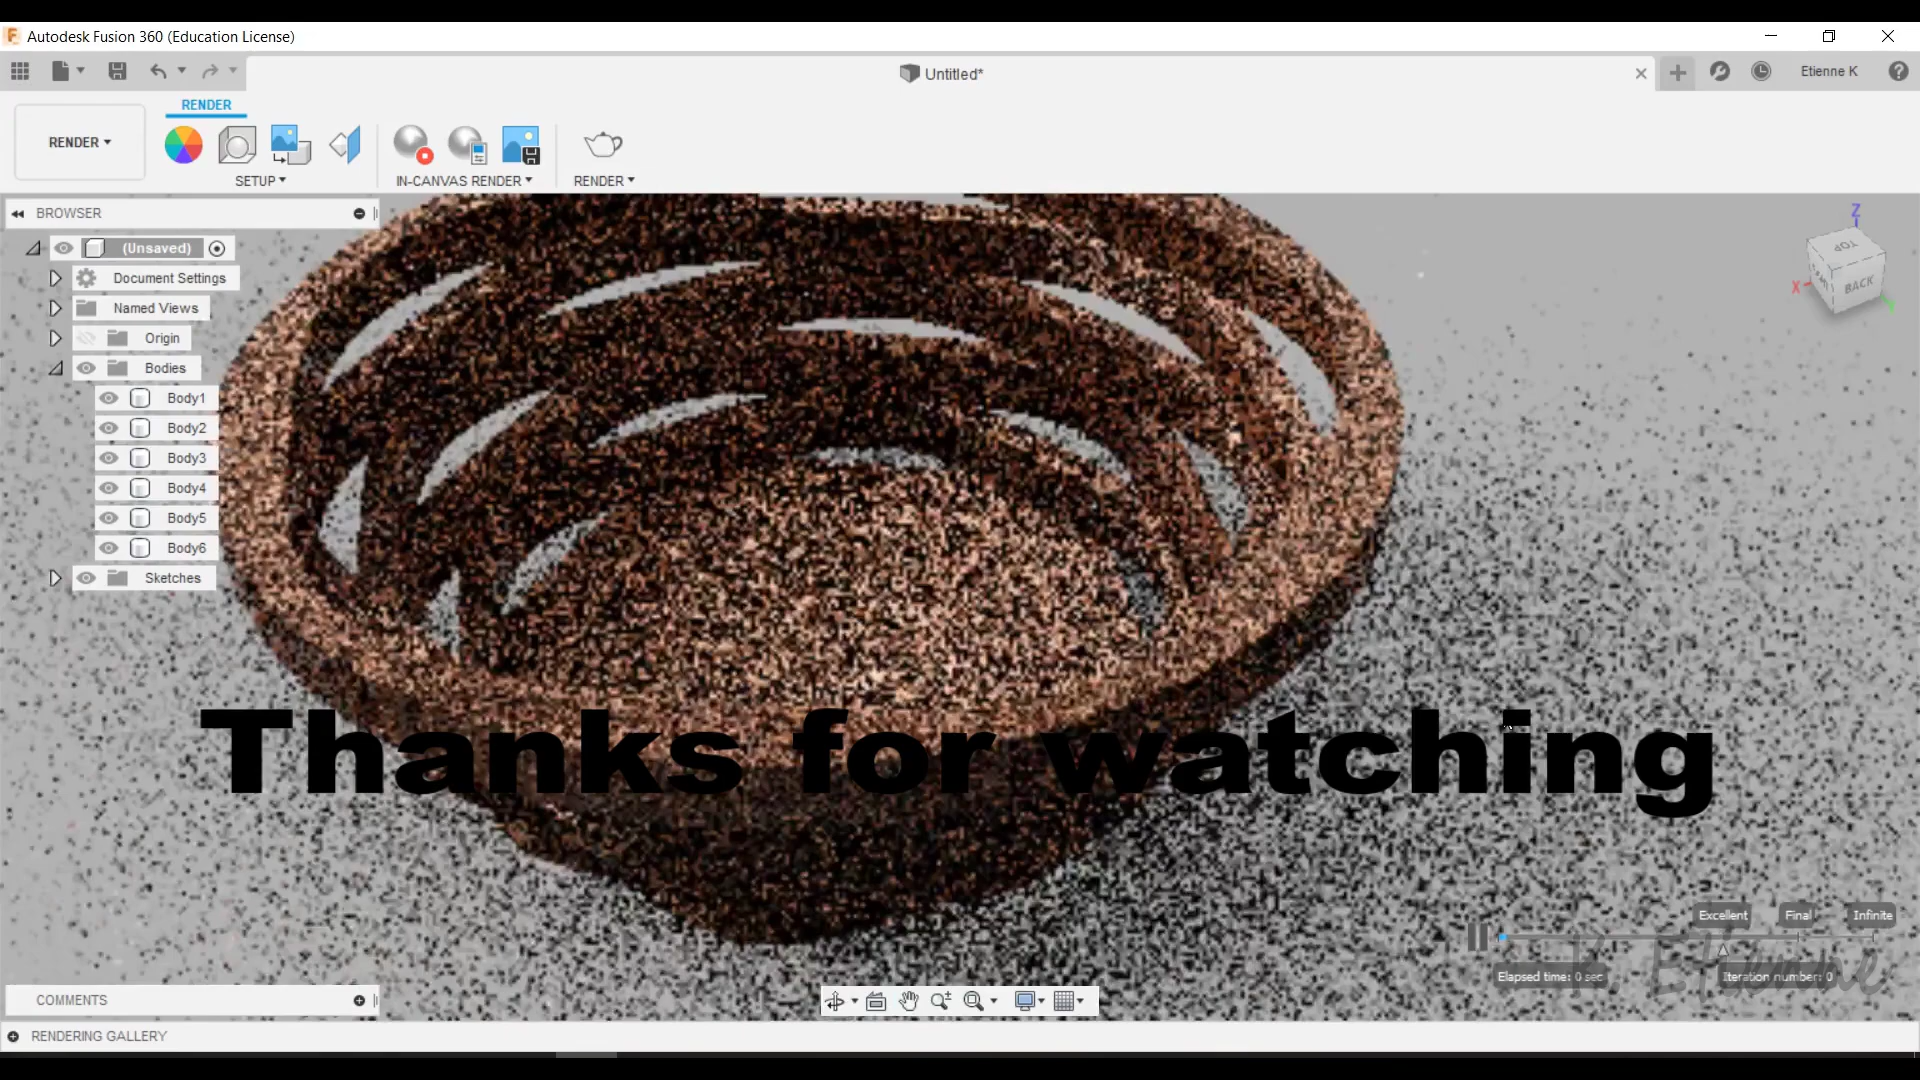 Autodesk Fusion 360 (Education License)
Untitled*
Etienne K
RENDER
RENDER
SETUP
IN-CANVAS RENDER
RENDER
BROWSER
(Unsaved)
Document Settings
Named Views
Origin
Bodies
Body1
Body2
Body3
Body4
Body5
Body6
Sketches
Z
TOP
BACK
X
Thanks for watching
Excellent
Final
Infinite
Elapsed time: 0 sec
Iteration number: 0
Etienne
COMMENTS
RENDERING GALLERY